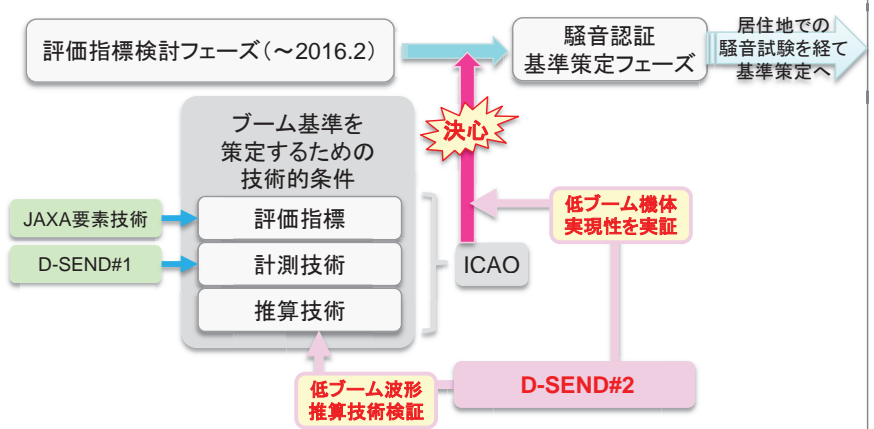 評価指標検討フェーズ(～2016.2)
騒音認証
基準策定フェーズ
居住地での
騒音試験を経て
基準策定へ
決心
ブーム基準を
策定するための
技術的条件
JAXA要素技術
評価指標
低ブーム機体
実現性を実証
D-SEND#1
計測技術
ICAO
推算技術
低ブーム波形
推算技術検証
D-SEND#2